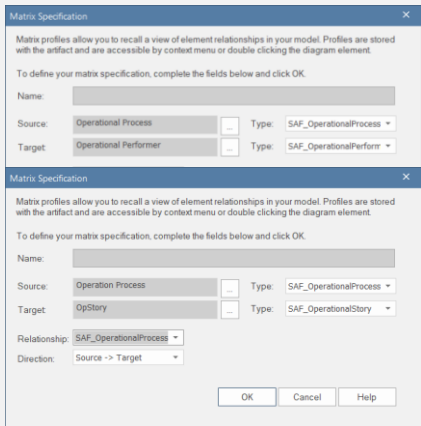 Matrix Specification
Matrix profiles allow you to recall a view of element relationships in your model. Profiles are stored
with the artifact and are accessible by context menu or double clicking the diagram element.
To define your matrix specification, complete the fields below and click OK.
Name:
Source: Operational Process ... Type: SAF_OperationalProcess
Target: Operational Performer ... Type: SAF_OperationalPerforr
Matrix Specification
Matrix profiles allow you to recall a view of element relationships in your model. Profiles are stored
with the artifact and are accessible by context menu or double clicking the diagram element.
To define your matrix specification, complete the fields below and click OK.
Name:
Source: Operation Process ... Type: SAF_OperationalProcess
Target: OpStory ... Type: SAF_OperationalStory
Relationship: SAF_OperationalProcess
Direction: Source -> Target
OK Cancel Help